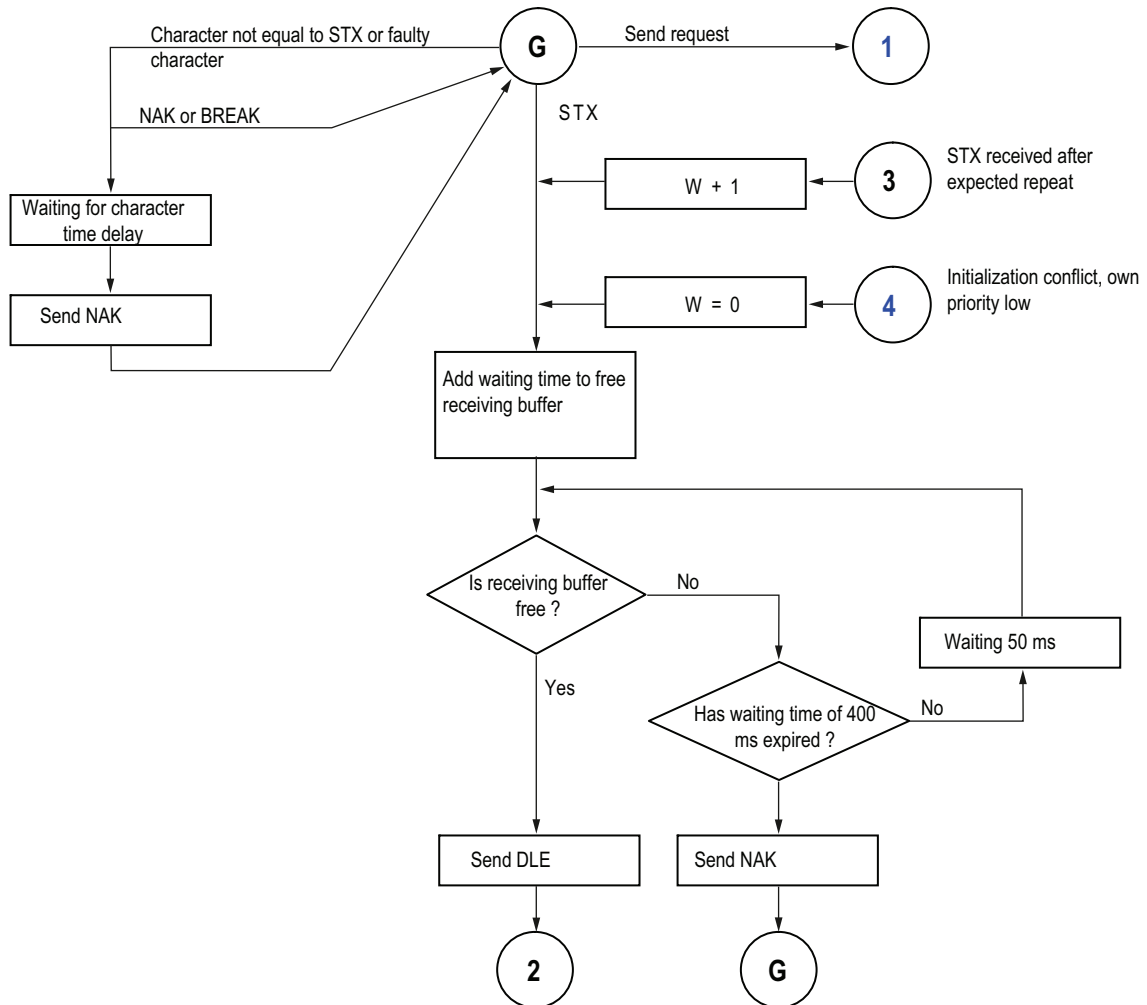 Character not equal to STX or faulty
character
G
Send request
1
NAK or BREAK
STX
W + 1
3
STX received after
expected repeat
Waiting for character
time delay
W = 0
4
Initialization conflict, own
priority low
Send NAK
Add waiting time to free
receiving buffer
Is receiving buffer
free ?
No
Waiting 50 ms
Yes
Has waiting time of 400
ms expired ?
No
Send DLE
Send NAK
2
G